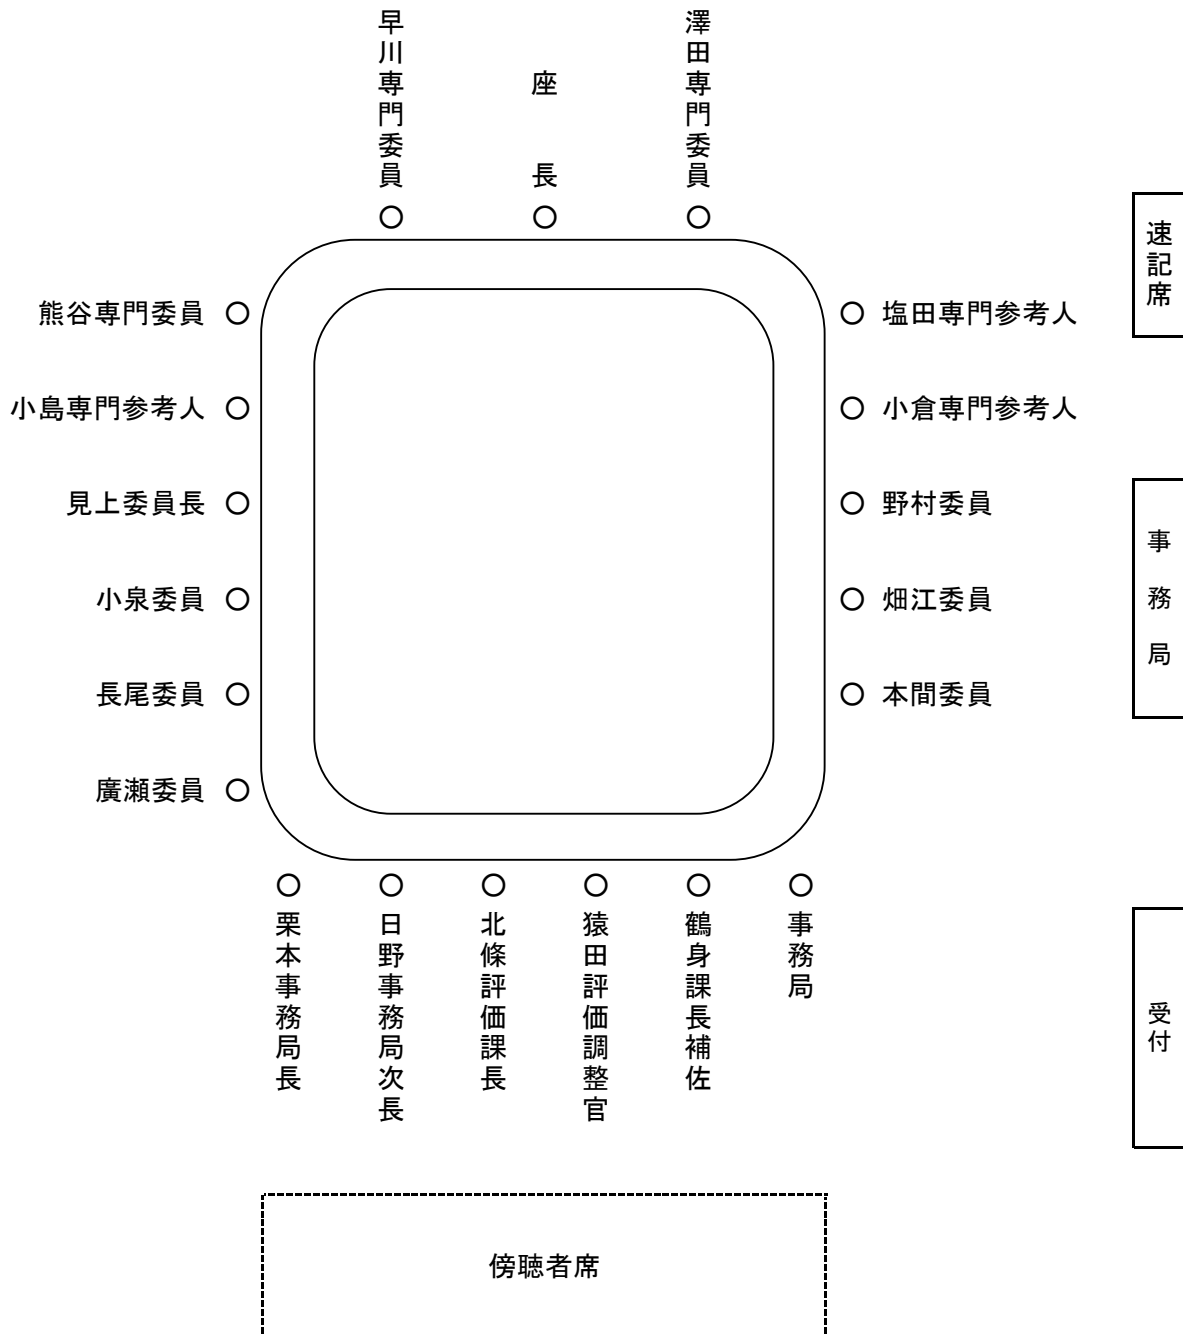 早川専門委員
座長
澤田専門委員
速記席
熊谷専門委員
塩田専門参考人
小島専門参考人
小倉専門参考人
見上委員長
野村委員
事務局
小泉委員
畑江委員
長尾委員
本間委員
廣瀬委員
栗本事務局長
日野事務局次長
北條評価課長
猿田評価調整官
鶴身課長補佐
事務局
受付
傍聴者席